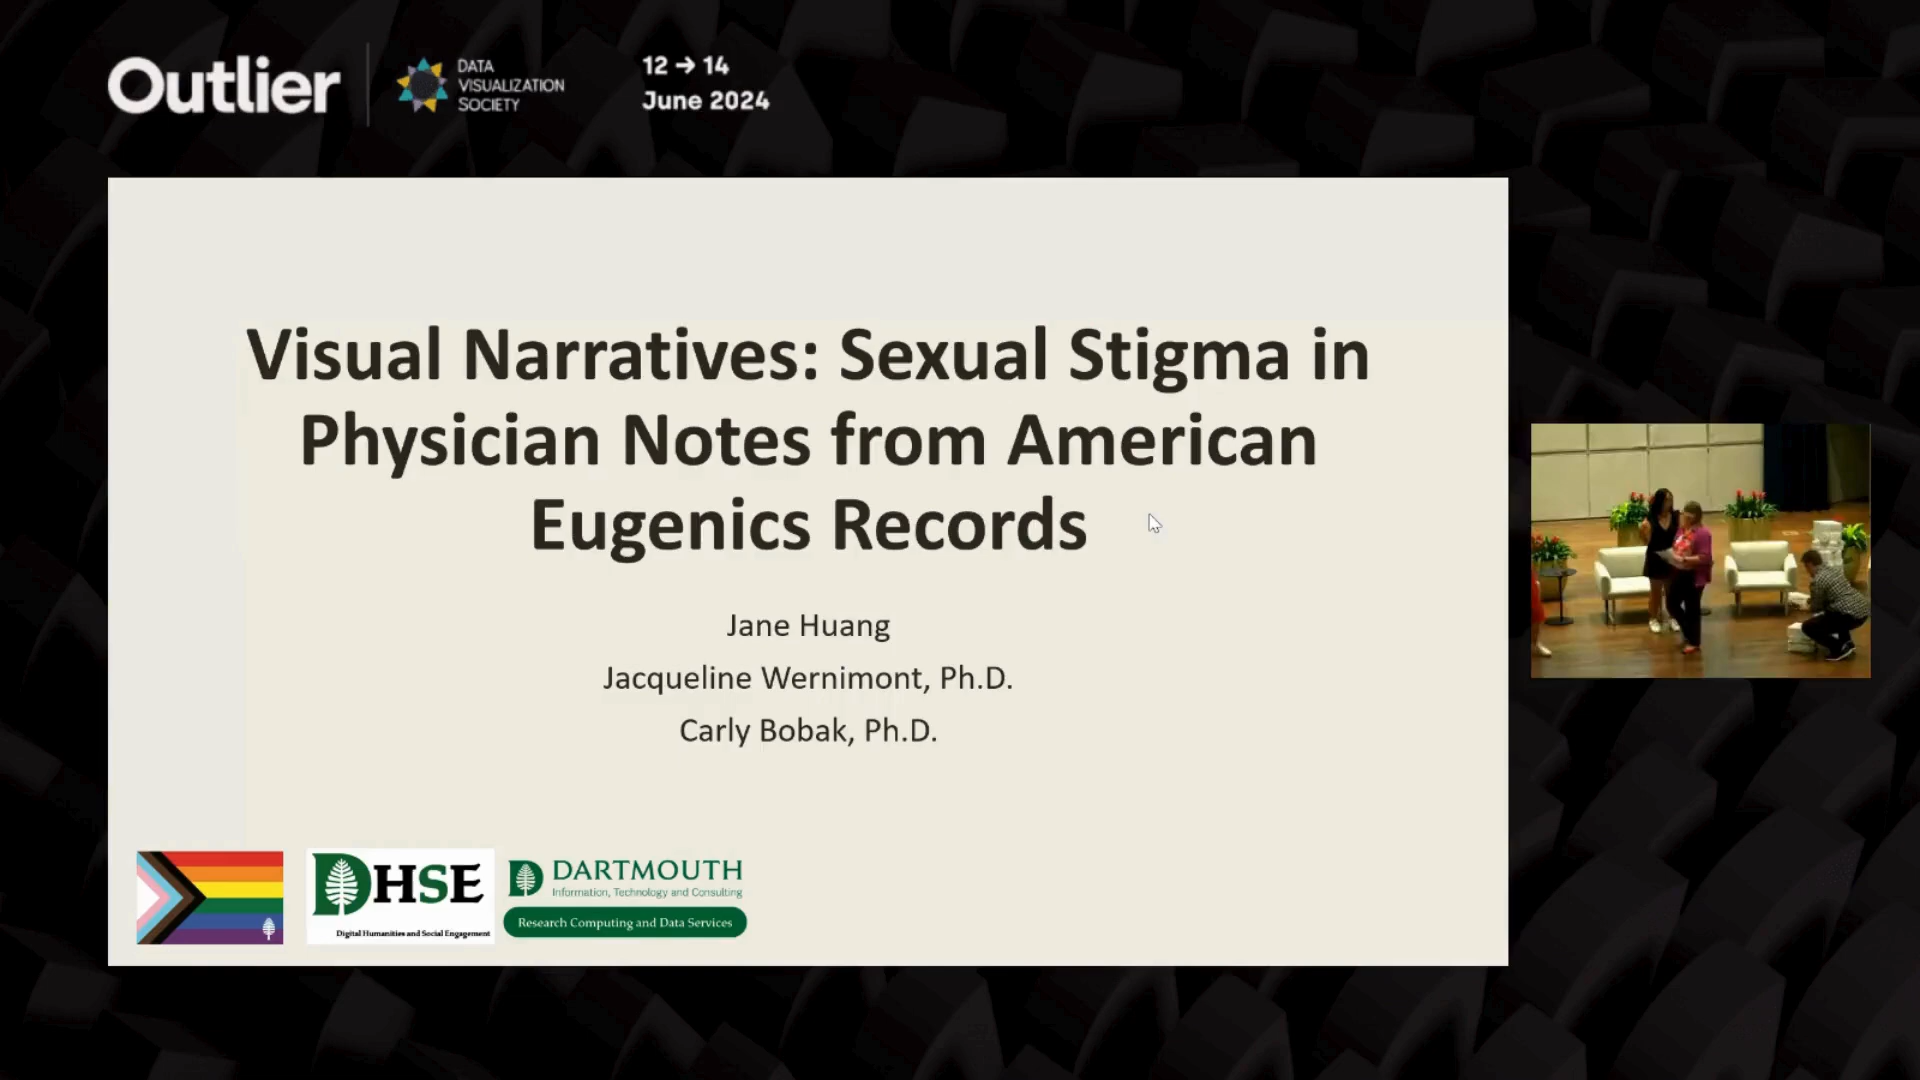 Outlier
DATA
VISUALIZATION
SOCIETY
12 → 14
June 2024
Visual Narratives: Sexual Stigma in
Physician Notes from American
Eugenics Records
Jane Huang
Jacqueline Wernimont, Ph.D.
Carly Bobak, Ph.D.
DHSE
Digital Humanities and Social Engagement
D DARTMOUTH
Information, Technology and Consulting
Research Computing and Data Services